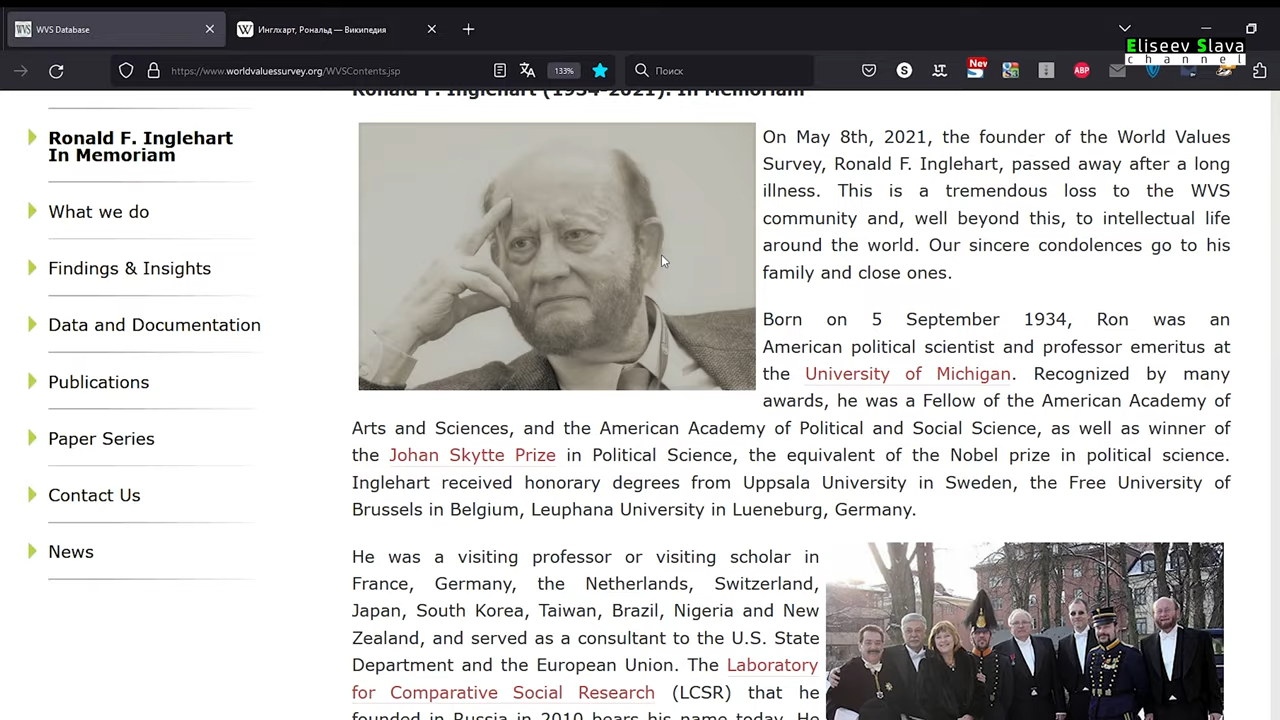 WVS Database
Инглхарт, Рональд — Википедия
Eliseev Slava
channel
https://www.worldvaluessurvey.org/WVSContents.jsp
133%
Поиск
New
ABP
Ronald F. Inglehart (1934-2021). In Memoriam
Ronald F. Inglehart
In Memoriam
What we do
Findings & Insights
Data and Documentation
Publications
Paper Series
Contact Us
News
On May 8th, 2021, the founder of the World Values
Survey, Ronald F. Inglehart, passed away after a long
illness. This is a tremendous loss to the WVS
community and, well beyond this, to intellectual life
around the world. Our sincere condolences go to his
family and close ones.
Born on 5 September 1934, Ron was an
American political scientist and professor emeritus at
the University of Michigan. Recognized by many
awards, he was a Fellow of the American Academy of
Arts and Sciences, and the American Academy of Political and Social Science, as well as winner of
the Johan Skytte Prize in Political Science, the equivalent of the Nobel prize in political science.
Inglehart received honorary degrees from Uppsala University in Sweden, the Free University of
Brussels in Belgium, Leuphana University in Lueneburg, Germany.
He was a visiting professor or visiting scholar in
France, Germany, the Netherlands, Switzerland,
Japan, South Korea, Taiwan, Brazil, Nigeria and New
Zealand, and served as a consultant to the U.S. State
Department and the European Union. The Laboratory
for Comparative Social Research (LCSR) that he
founded in Russia in 2010 bears his name today. He